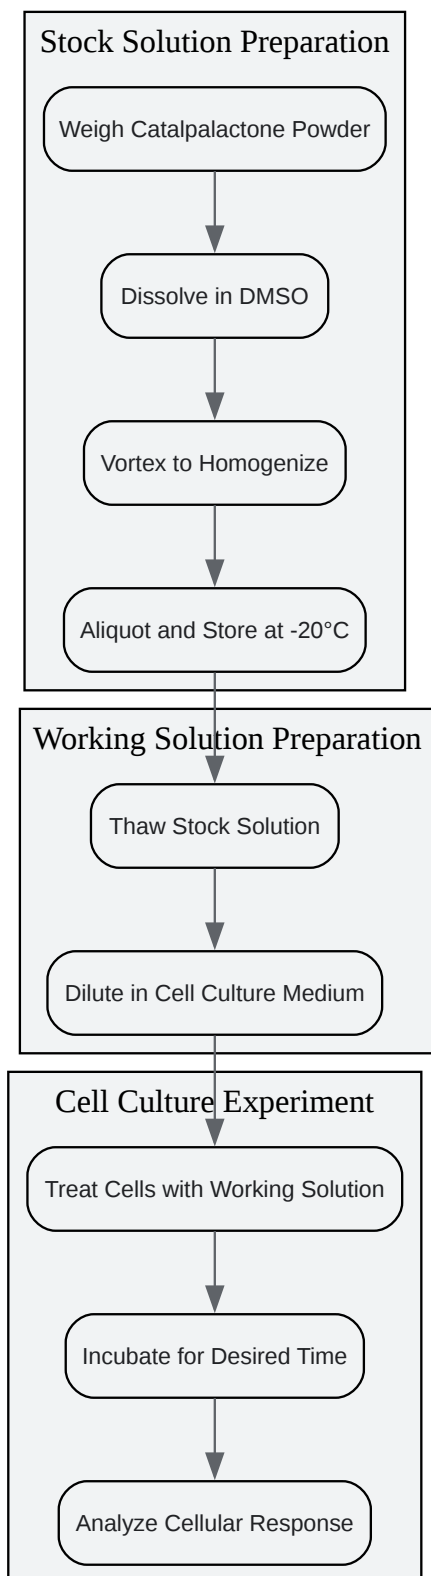 Stock Solution Preparation
Weigh Catalpalactone Powder
Dissolve in DMSO
Vortex to Homogenize
Aliquot and Store at -20°C
Working Solution Preparation
Thaw Stock Solution
Dilute in Cell Culture Medium
Cell Culture Experiment
Treat Cells with Working Solution
Incubate for Desired Time
Analyze Cellular Response